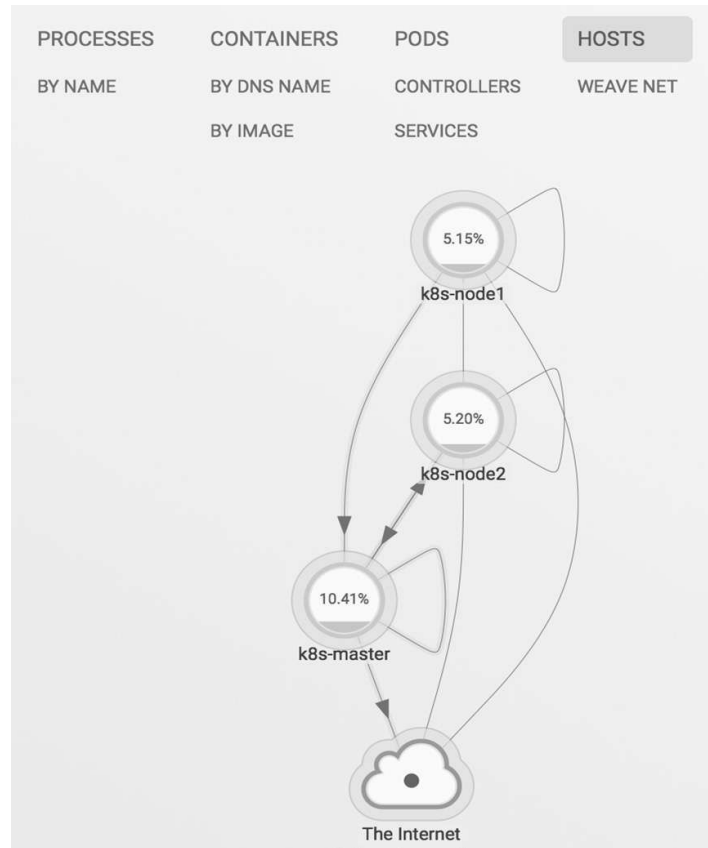 PROCESSES CONTAINERS PODS HOSTS
BY NAME BY DNS NAME CONTROLLERS WEAVE NET
BY IMAGE SERVICES
5.15%
k8s-node1
5.20%
k8s-node2
10.41%
k8s-master
The Internet